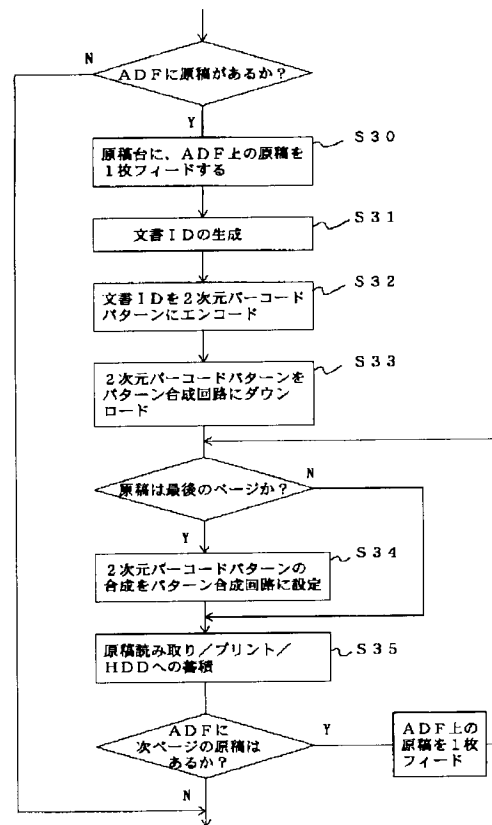 N
ADFに原稿があるか?
Y
S30
原稿台に、ADF上の原稿を
1枚フィードする
S31
文書IDの生成
S32
文書IDを2次元バーコード
パターンにエンコード
S33
2次元バーコードパターンを
パターン合成回路にダウン
ロード
原稿は最後のページか?
N
Y
S34
2次元バーコードパターンの
合成をパターン合成回路に設定
S35
原稿読み取り/プリント/
HDDへの蓄積
ADFに
次ページの原稿は
あるか?
Y
N
ADF上の
原稿を1枚
フィード